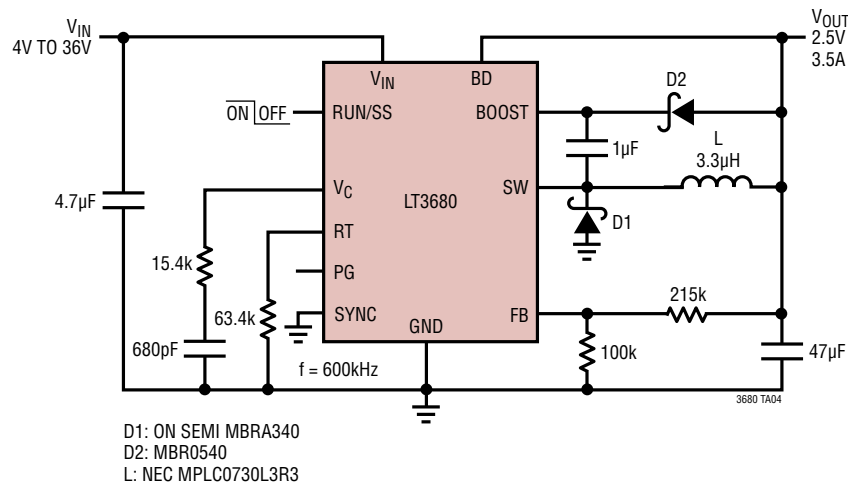 VIN
4V TO 36V
VOUT
2.5V
3.5A
VIN
BD
D2
ON OFF
RUN/SS
BOOST
L
3.3µH
1µF
VC
SW
4.7µF
LT3680
D1
RT
15.4k
PG
215k
63.4k
SYNC
GND
FB
680pF
100k
47µF
f = 600kHz
3680 TA04
D1: ON SEMI MBRA340
D2: MBR0540
L: NEC MPLC0730L3R3